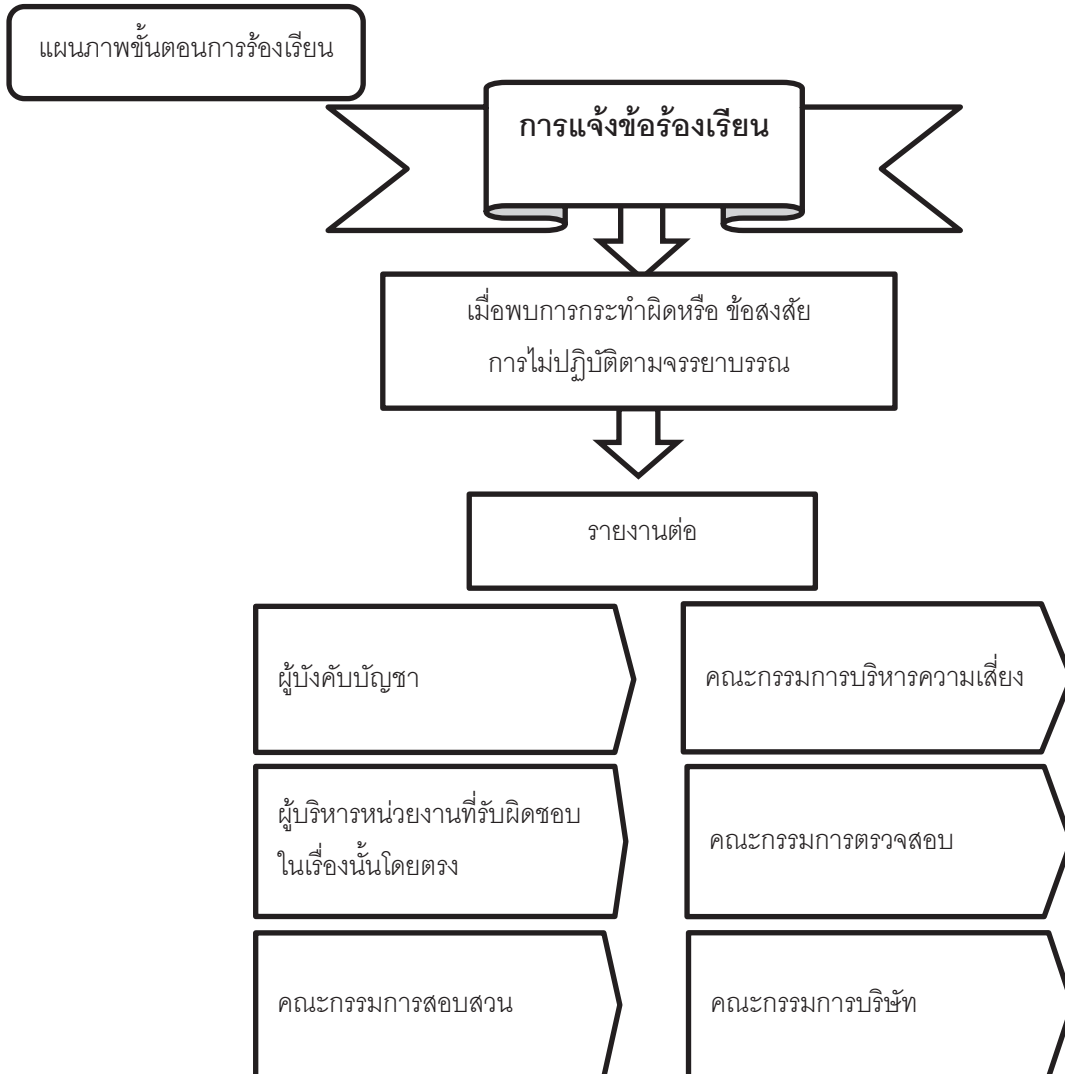 แผนภาพขั้นตอนการร้องเรียน
การแจ้งข้อร้องเรียน
เมื่อพบการกระทำผิดหรือ ข้อสงสัย
การไม่ปฏิบัติตามจรรยาบรรณ
รายงานต่อ
ผู้บังคับบัญชา
คณะกรรมการบริหารความเสี่ยง
ผู้บริหารหน่วยงานที่รับผิดชอบ
ในเรื่องนั้นโดยตรง
คณะกรรมการตรวจสอบ
คณะกรรมการสอบสวน
คณะกรรมการบริษัท